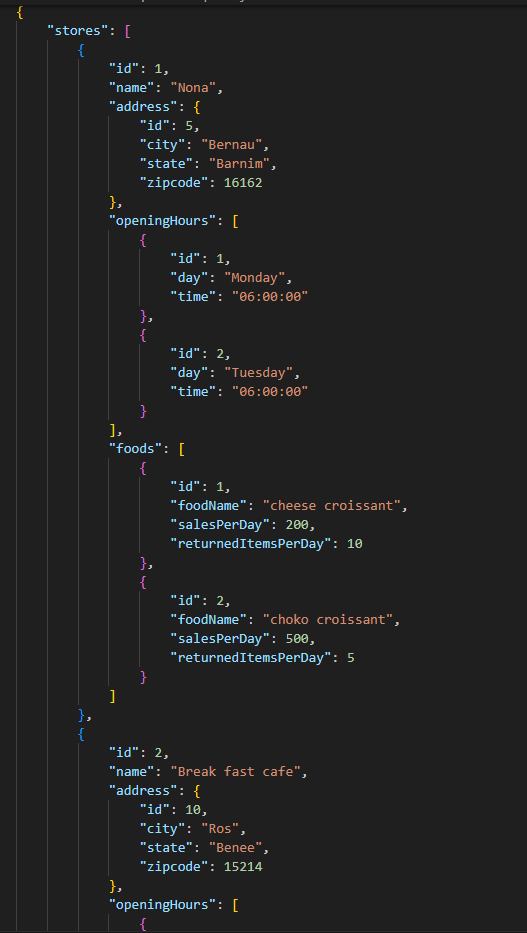 {
"stores": [
{
"id": 1,
"name": "Nona",
"address": {
"id": 5,
"city": "Bernau",
"state": "Barnim",
"zipcode": 16162
},
"openingHours": [
{
"id": 1,
"day": "Monday",
"time": "06:00:00"
},
{
"id": 2,
"day": "Tuesday",
"time": "06:00:00"
}
],
"foods": [
{
"id": 1,
"foodName": "cheese croissant",
"salesPerDay": 200,
"returnedItemsPerDay": 10
},
{
"id": 2,
"foodName": "choko croissant",
"salesPerDay": 500,
"returnedItemsPerDay": 5
}
]
},
{
"id": 2,
"name": "Break fast cafe",
"address": {
"id": 10,
"city": "Ros",
"state": "Benee",
"zipcode": 15214
},
"openingHours": [
{